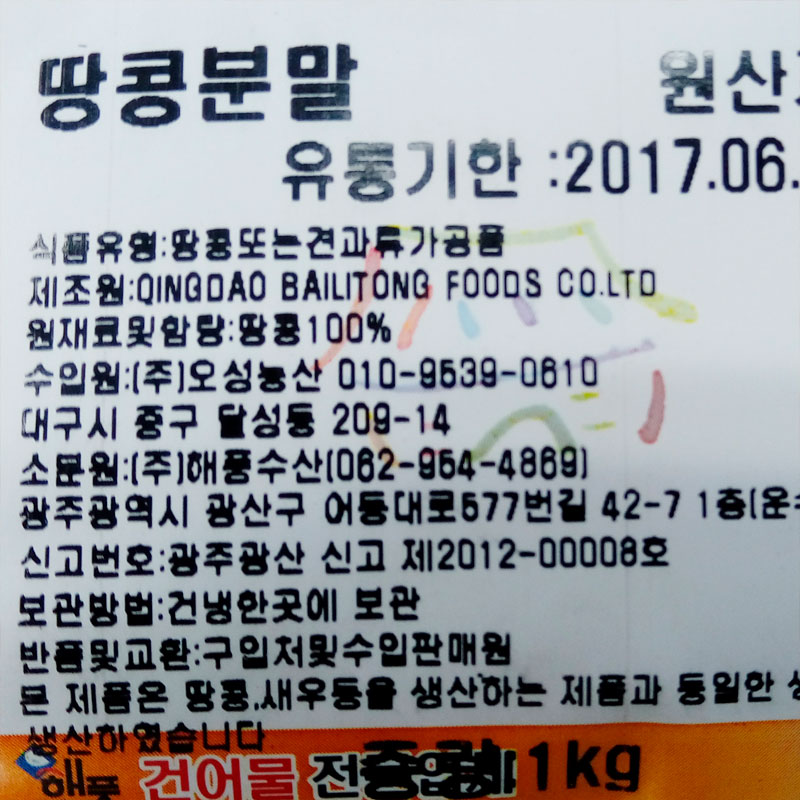 땅콩분말 원산
유통기한 :2017.06.
식품유형:땅콩또는견과류가공품
제조원:QINGDAO BAILITONG FOODS CO.LTD
원재료및함량:땅콩100%
수입원:(주)오성농산 010-9539-0610
대구시 중구 달성동 209-14
소분원:(주)해풍수산(062-954-4869)
광주광역시 광산구 어등대로577번길 42-7 1층(운수
신고번호:광주광산 신고 제2012-00008호
보관방법:건냉한곳에 보관
반품및교환:구입처및수입판매원
본 제품은 땅콩,새우등을 생산하는 제품과 동일한
생산하였습니다
해풍 건어물 중량 1kg